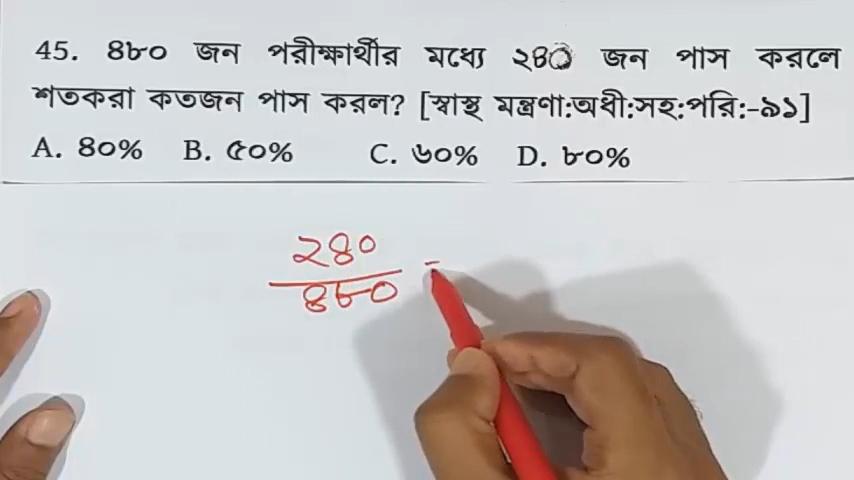 45. ৪৮০ জন পরীক্ষার্থীর মধ্যে ২৪০ জন পাস করলে
শতকরা কতজন পাস করল? [স্বাস্থ মন্ত্রণা:অধী:সহ:পরি:-৯১]
A. ৪০% B. ৫০% C. ৬০% D. ৮০%
২৪০
৪৮০